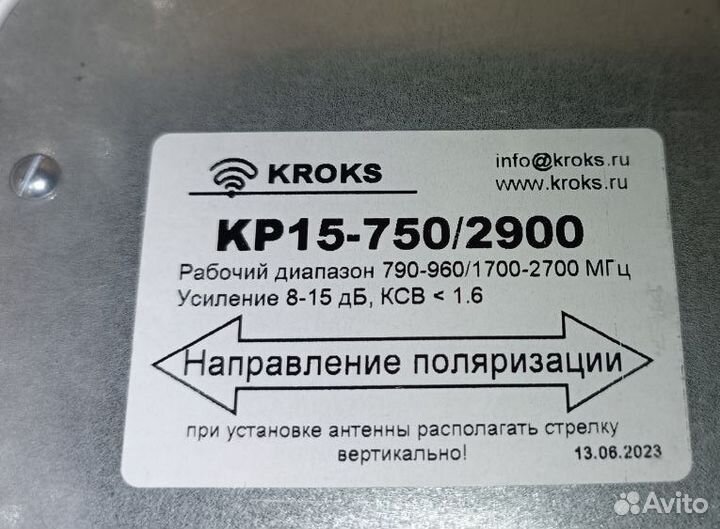 KROKS
info@kroks.ru
www.kroks.ru
KP15-750/2900
Рабочий диапазон 790-960/1700-2700 МГц
Усиление 8-15 дБ, КСВ < 1.6
Направление поляризации
при установке антенны располагать стрелку
вертикально!
13.06.2023
Avito